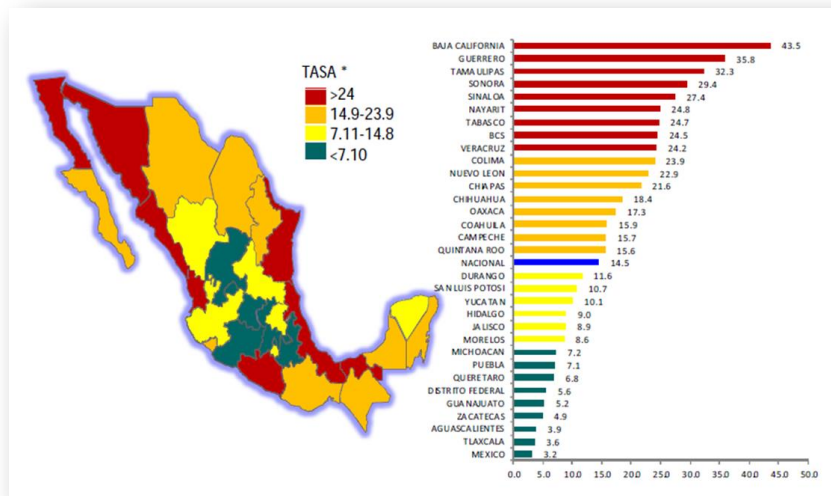 TASA *
>24
14.9-23.9
7.11-14.8
<7.10
BAJA CALIFORNIA 43.5
GUERRERO 35.8
TAMAULIPAS 32.3
SONORA 29.4
SINALOA 27.4
NAYARIT 24.8
TABASCO 24.7
BCS 24.5
VERACRUZ 24.2
COLIMA 23.9
NUEVO LEON 22.9
CHIAPAS 21.6
CHIHUAHUA 18.4
OAXACA 17.3
COAHUILA 15.9
CAMPECHE 15.7
QUINTANA ROO 15.6
NACIONAL 14.5
DURANGO 11.6
SAN LUIS POTOSI 10.7
YUCATAN 10.1
HIDALGO 9.0
JALISCO 8.9
MORELOS 8.6
MICHOACAN 7.2
PUEBLA 7.1
QUERETARO 6.8
DISTRITO FEDERAL 5.6
GUANAJUATO 5.2
ZACATECAS 4.9
AGUASCALIENTES 3.9
TLAXCALA 3.6
MEXICO 3.2
0.0 5.0 10.0 15.0 20.0 25.0 30.0 35.0 40.0 45.0 50.0